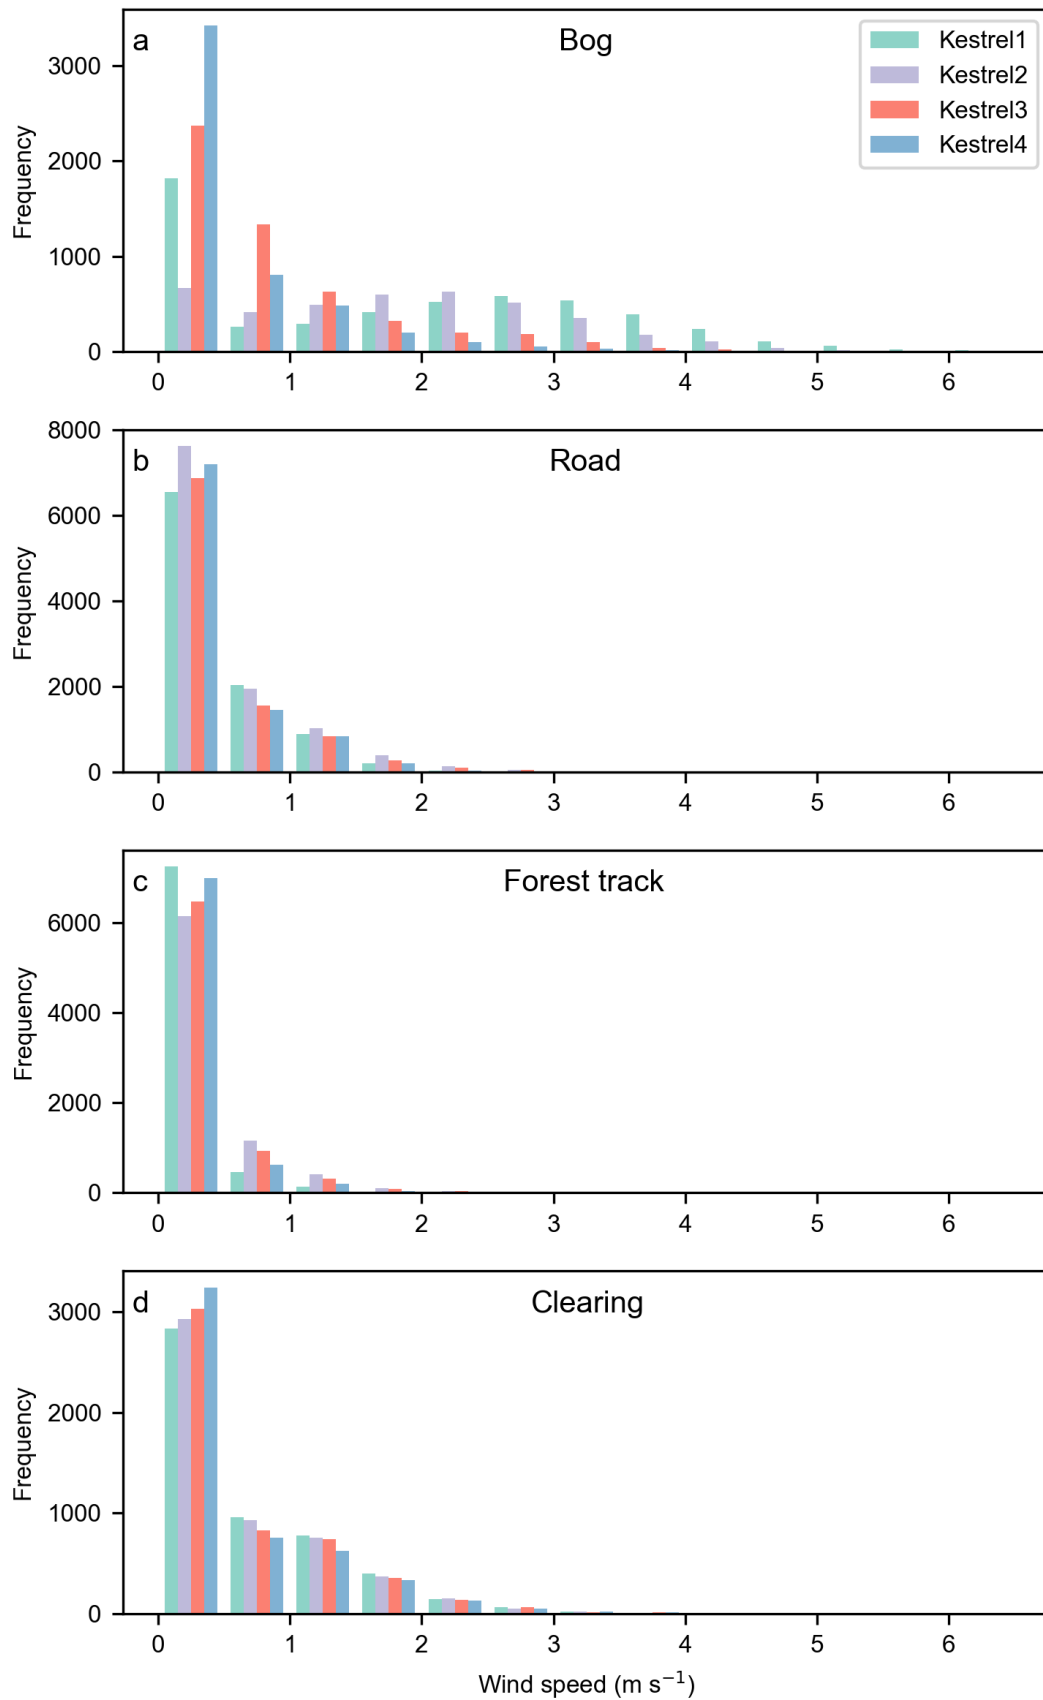 a
Bog
Kestrel1
Kestrel2
Kestrel3
Kestrel4
Frequency
3000
2000
1000
0
0 1 2 3 4 5 6
b
Road
Frequency
8000
6000
4000
2000
0
0 1 2 3 4 5 6
c
Forest track
Frequency
6000
4000
2000
0
0 1 2 3 4 5 6
d
Clearing
Frequency
3000
2000
1000
0
0 1 2 3 4 5 6
Wind speed (m s⁻¹)